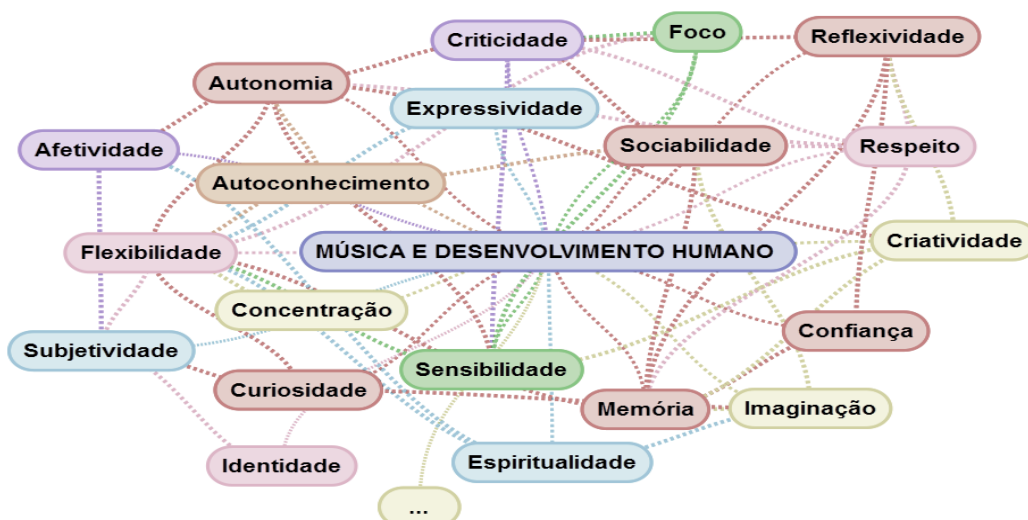 Criticidade
Foco
Reflexividade
Autonomia
Expressividade
Afetividade
Sociabilidade
Respeito
Autoconhecimento
Flexibilidade
MÚSICA E DESENVOLVIMENTO HUMANO
Criatividade
Concentração
Confiança
Subjetividade
Sensibilidade
Curiosidade
Memória
Imaginação
Identidade
Espiritualidade
...